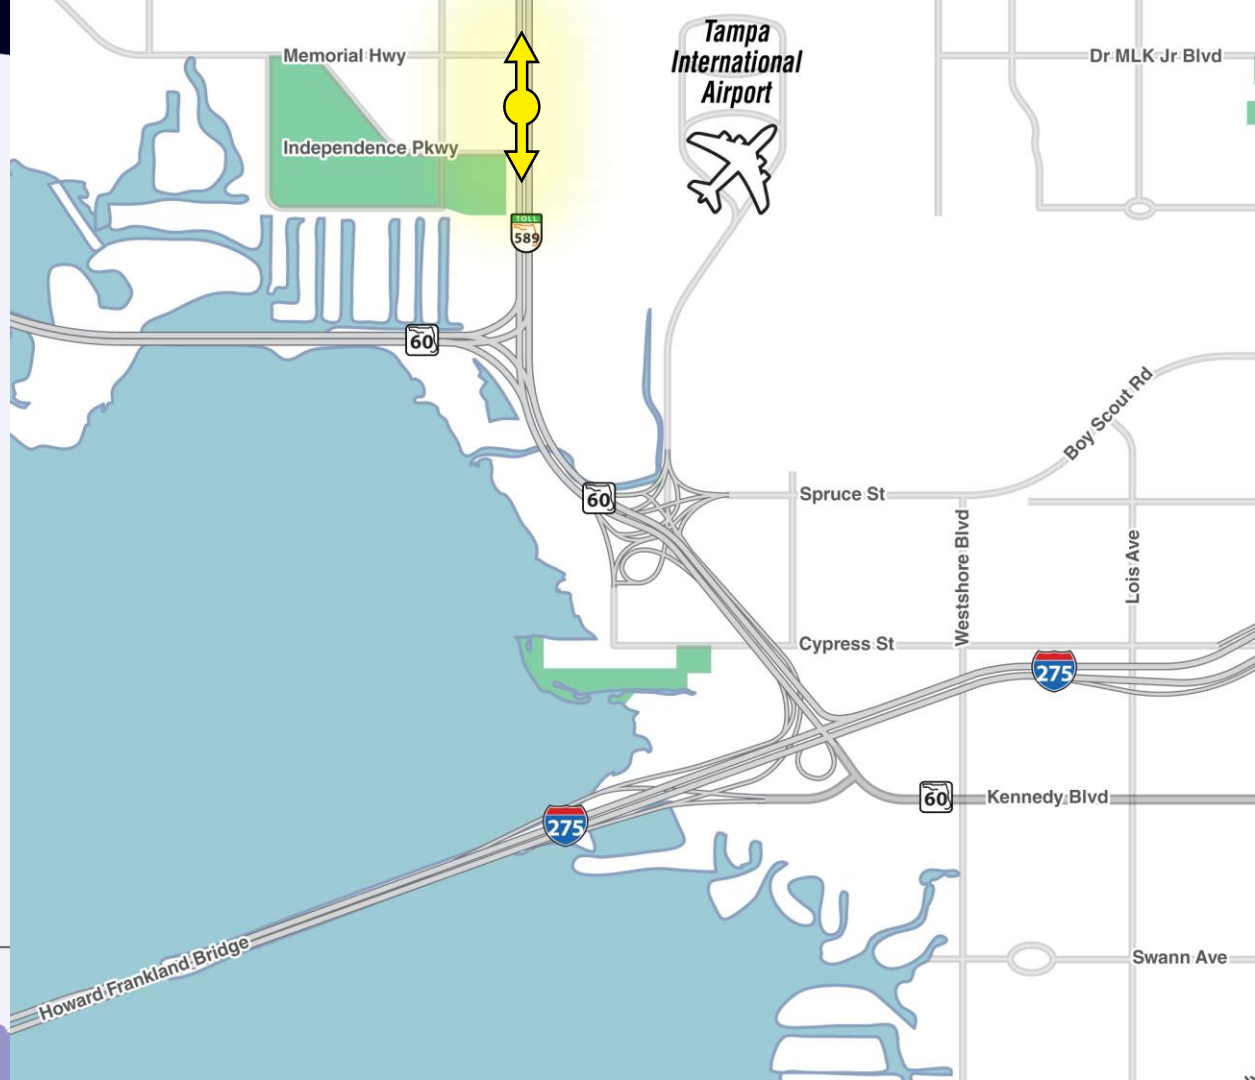 Tampa
International
Airport
Memorial Hwy
Dr MLK Jr Blvd
Independence Pkwy
TOLL
589
60
Boy Scout Rd
60
Spruce St
Westshore Blvd
Lois Ave
Cypress St
275
60
Kennedy Blvd
275
Howard Frankland Bridge
Swann Ave